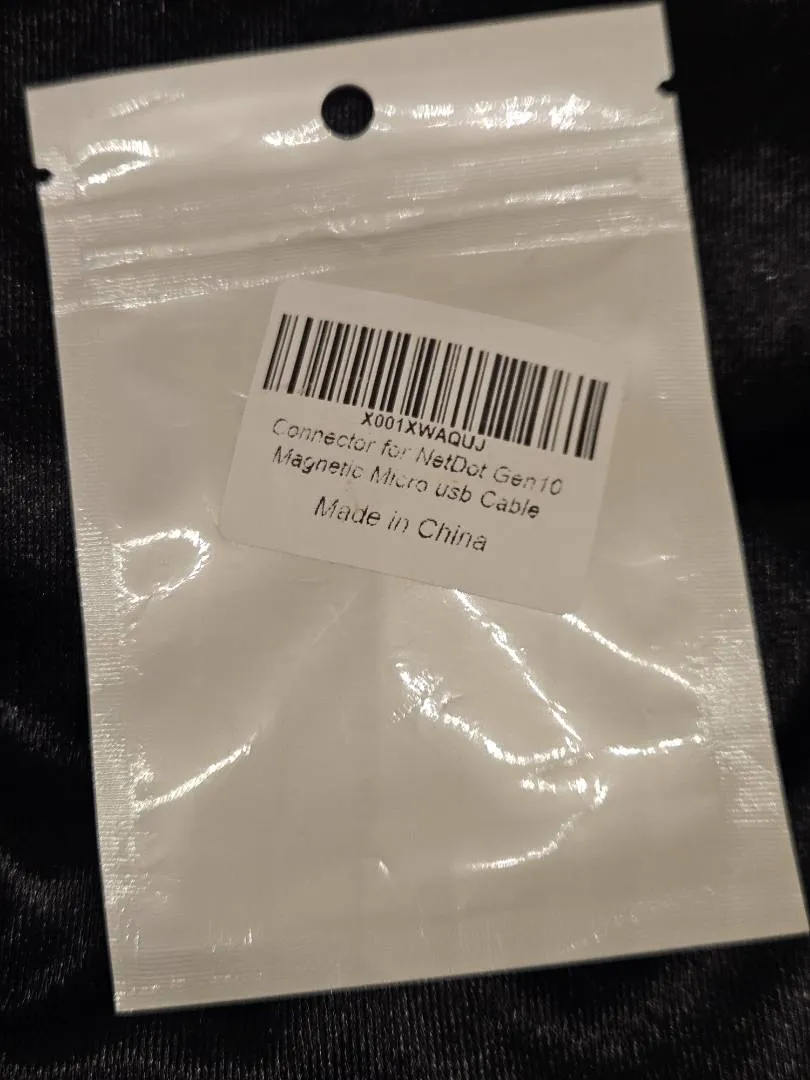 X001XWAQUJ
Connector for NetDot Gen10
Magnetic Micro usb Cable
Made in China